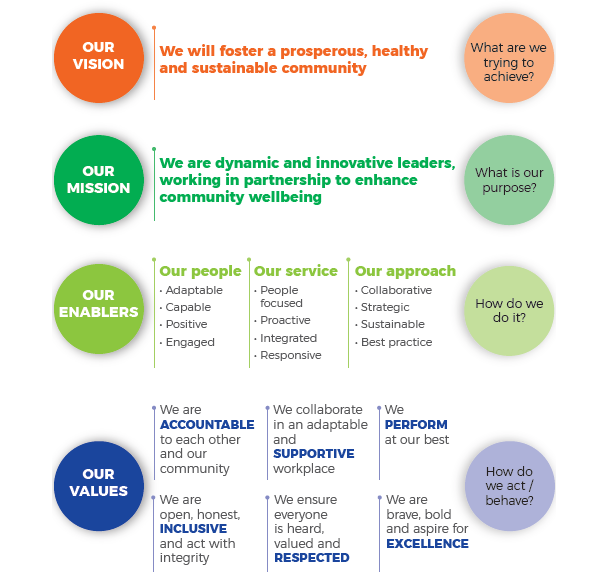 OUR
VISION
We will foster a prosperous, healthy
and sustainable community
What are we
trying to
achieve?
OUR
MISSION
We are dynamic and innovative leaders,
working in partnership to enhance
community wellbeing
What is our
purpose?
OUR
ENABLERS
Our people
• Adaptable
• Capable
• Positive
• Engaged
Our service
• People
focused
• Proactive
• Integrated
• Responsive
Our approach
• Collaborative
• Strategic
• Sustainable
• Best practice
How do we
do it?
OUR
VALUES
We are
ACCOUNTABLE
to each other
and our
community
We collaborate
in an adaptable
and
SUPPORTIVE
workplace
We
PERFORM
at our best
We are
open, honest,
INCLUSIVE
and act with
integrity
We ensure
everyone
is heard,
valued and
RESPECTED
We are
brave, bold
and aspire for
EXCELLENCE
How do
we act /
behave?